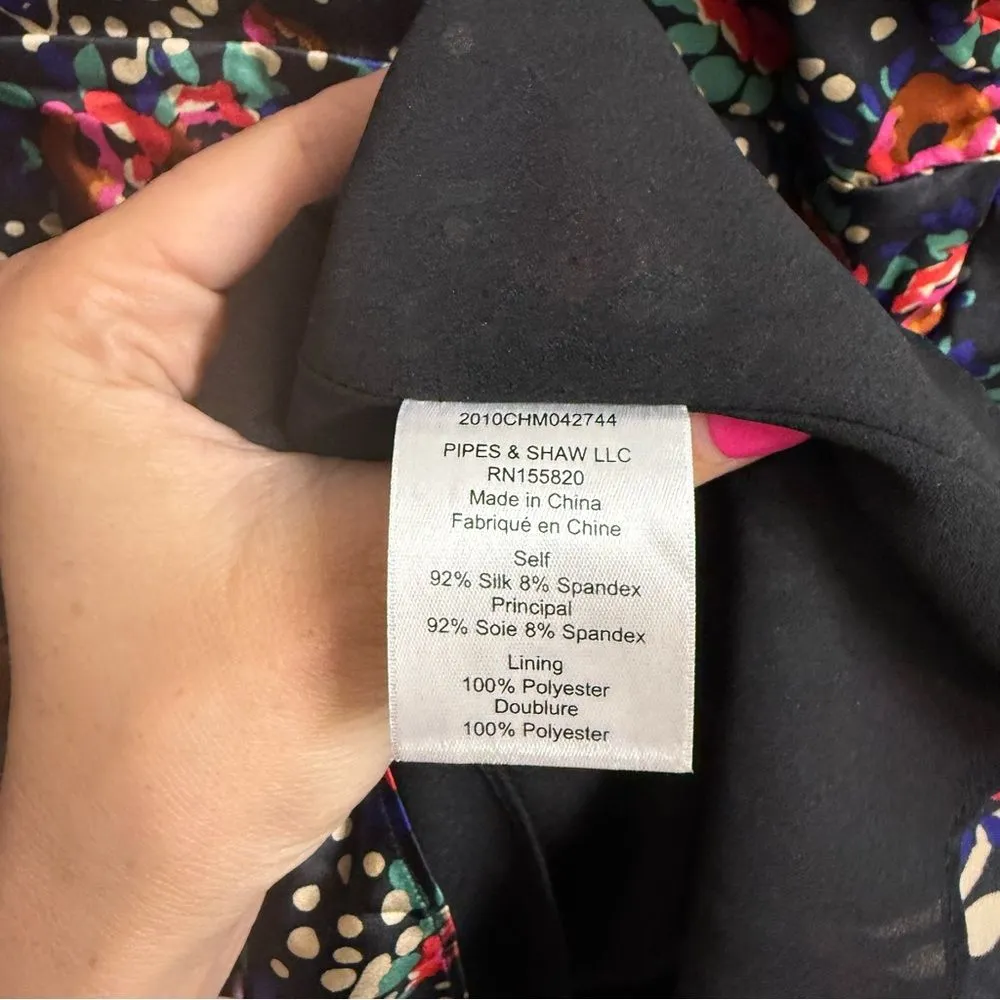 2010CHM042744
PIPES & SHAW LLC
RN155820
Made in China
Fabriqué en Chine
Self
92% Silk 8% Spandex
Principal
92% Soie 8% Spandex
Lining
100% Polyester
Doublure
100% Polyester